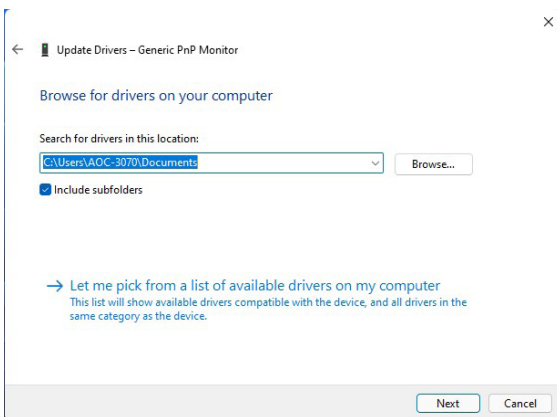 Update Drivers – Generic PnP Monitor
Browse for drivers on your computer
Search for drivers in this location:
C:\Users\AOC-3070\Documents
Browse...
Include subfolders
Let me pick from a list of available drivers on my computer
This list will show available drivers compatible with the device, and all drivers in the
same category as the device.
Next
Cancel